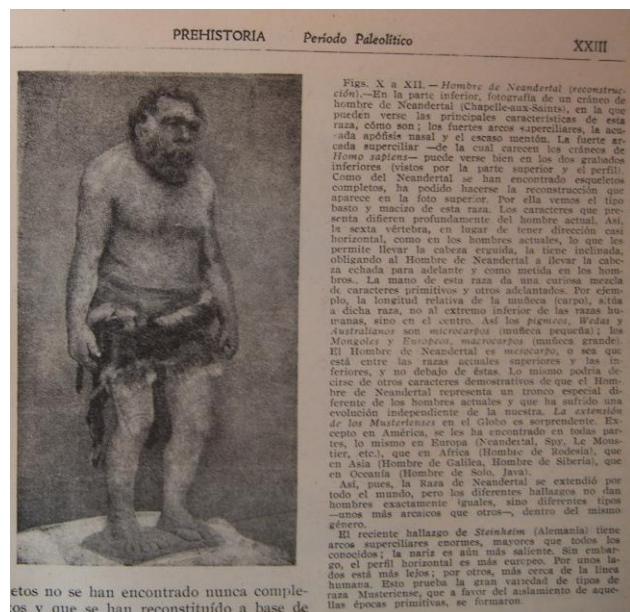 PREHISTORIA Período Paleolítico XXIII
Figs. X a XII. — Hombre de Neandertal (reconstruc-
ción).—En la parte inferior, fotografía de un cráneo de
hombre de Neandertal (Chapelle-aux-Saints), en la que
pueden verse las principales características de esta
raza, cómo son; los fuertes arcos superciliares, la acu-
sada apófisis nasal y el escaso mentón. La fuerte ar-
cada superciliar —de la cual carecen los cráneos de
Homo sapiens— puede verse bien en los dos grabados
inferiores (vistos por la parte superior y el perfil).
Como del Neandertal se han encontrado esqueletos
completos, ha podido hacerse la reconstrucción que
aparece en la foto superior. Por ella vemos el tipo
basto y macizo de esta raza. Los caracteres que pre-
senta difieren profundamente del hombre actual. Así,
la sexta vértebra, en lugar de tener dirección casi
horizontal, como en los hombres actuales, lo que les
permite llevar la cabeza erguida, la tiene inclinada,
obligando al Hombre de Neandertal a llevar la cabe-
za echada para adelante y como metida en los hom-
bros.. La mano de esta raza da una curiosa mezcla
de caracteres primitivos y otros adelantados. Por ejem-
plo, la longitud relativa de la muñeca (carpo), sitúa
a dicha raza, no al extremo inferior de las razas hu-
manas, sino en el centro. Así los pigmeos, Wedas y
Australianos son microcarpos (muñeca pequeña); los
Mongoles y Europeos, macrocarpos (muñeca grande).
El Hombre de Neandertal es mesocarpo, o sea que
está entre las razas actuales superiores y las in-
feriores, y no debajo de éstas. Lo mismo podría de-
cirse de otros caracteres demostrativos de que el Hom-
bre de Neandertal representa un tronco especial di-
ferente de los hombres actuales y que ha sufrido una
evolución independiente de la nuestra. La extensión
de los Musterienses en el Globo es sorprendente. Ex-
cepto en América, se les ha encontrado en todas par-
tes, lo mismo en Europa (Neandertal, Spy, Le Mous-
tier, etc.), que en Africa (Hombre de Rodesia), que
en Asia (Hombre de Galilea, Hombre de Siberia), que
en Oceanía (Hombre de Solo, Java).
Así, pues, la Raza de Neandertal se extendió por
todo el mundo, pero los diferentes hallazgos no dan
hombres exactamente iguales, sino diferentes tipos
—unos más arcaicos que otros—, dentro del mismo
género.
El reciente hallazgo de Steinheim (Alemania) tiene
arcos superciliares enormes, mayores que todos los
conocidos; la nariz es aún más saliente. Sin embar-
go, el perfil horizontal es más europeo. Por unos la-
dos está más lejos; por otros, más cerca de la línea
humana. Esto prueba la gran variedad de tipos de
raza Musteriense, que a favor del aislamiento de aque-
llas épocas primitivas, se formaron.
etos no se han encontrado nunca comple-
os y que se han reconstituído a base de